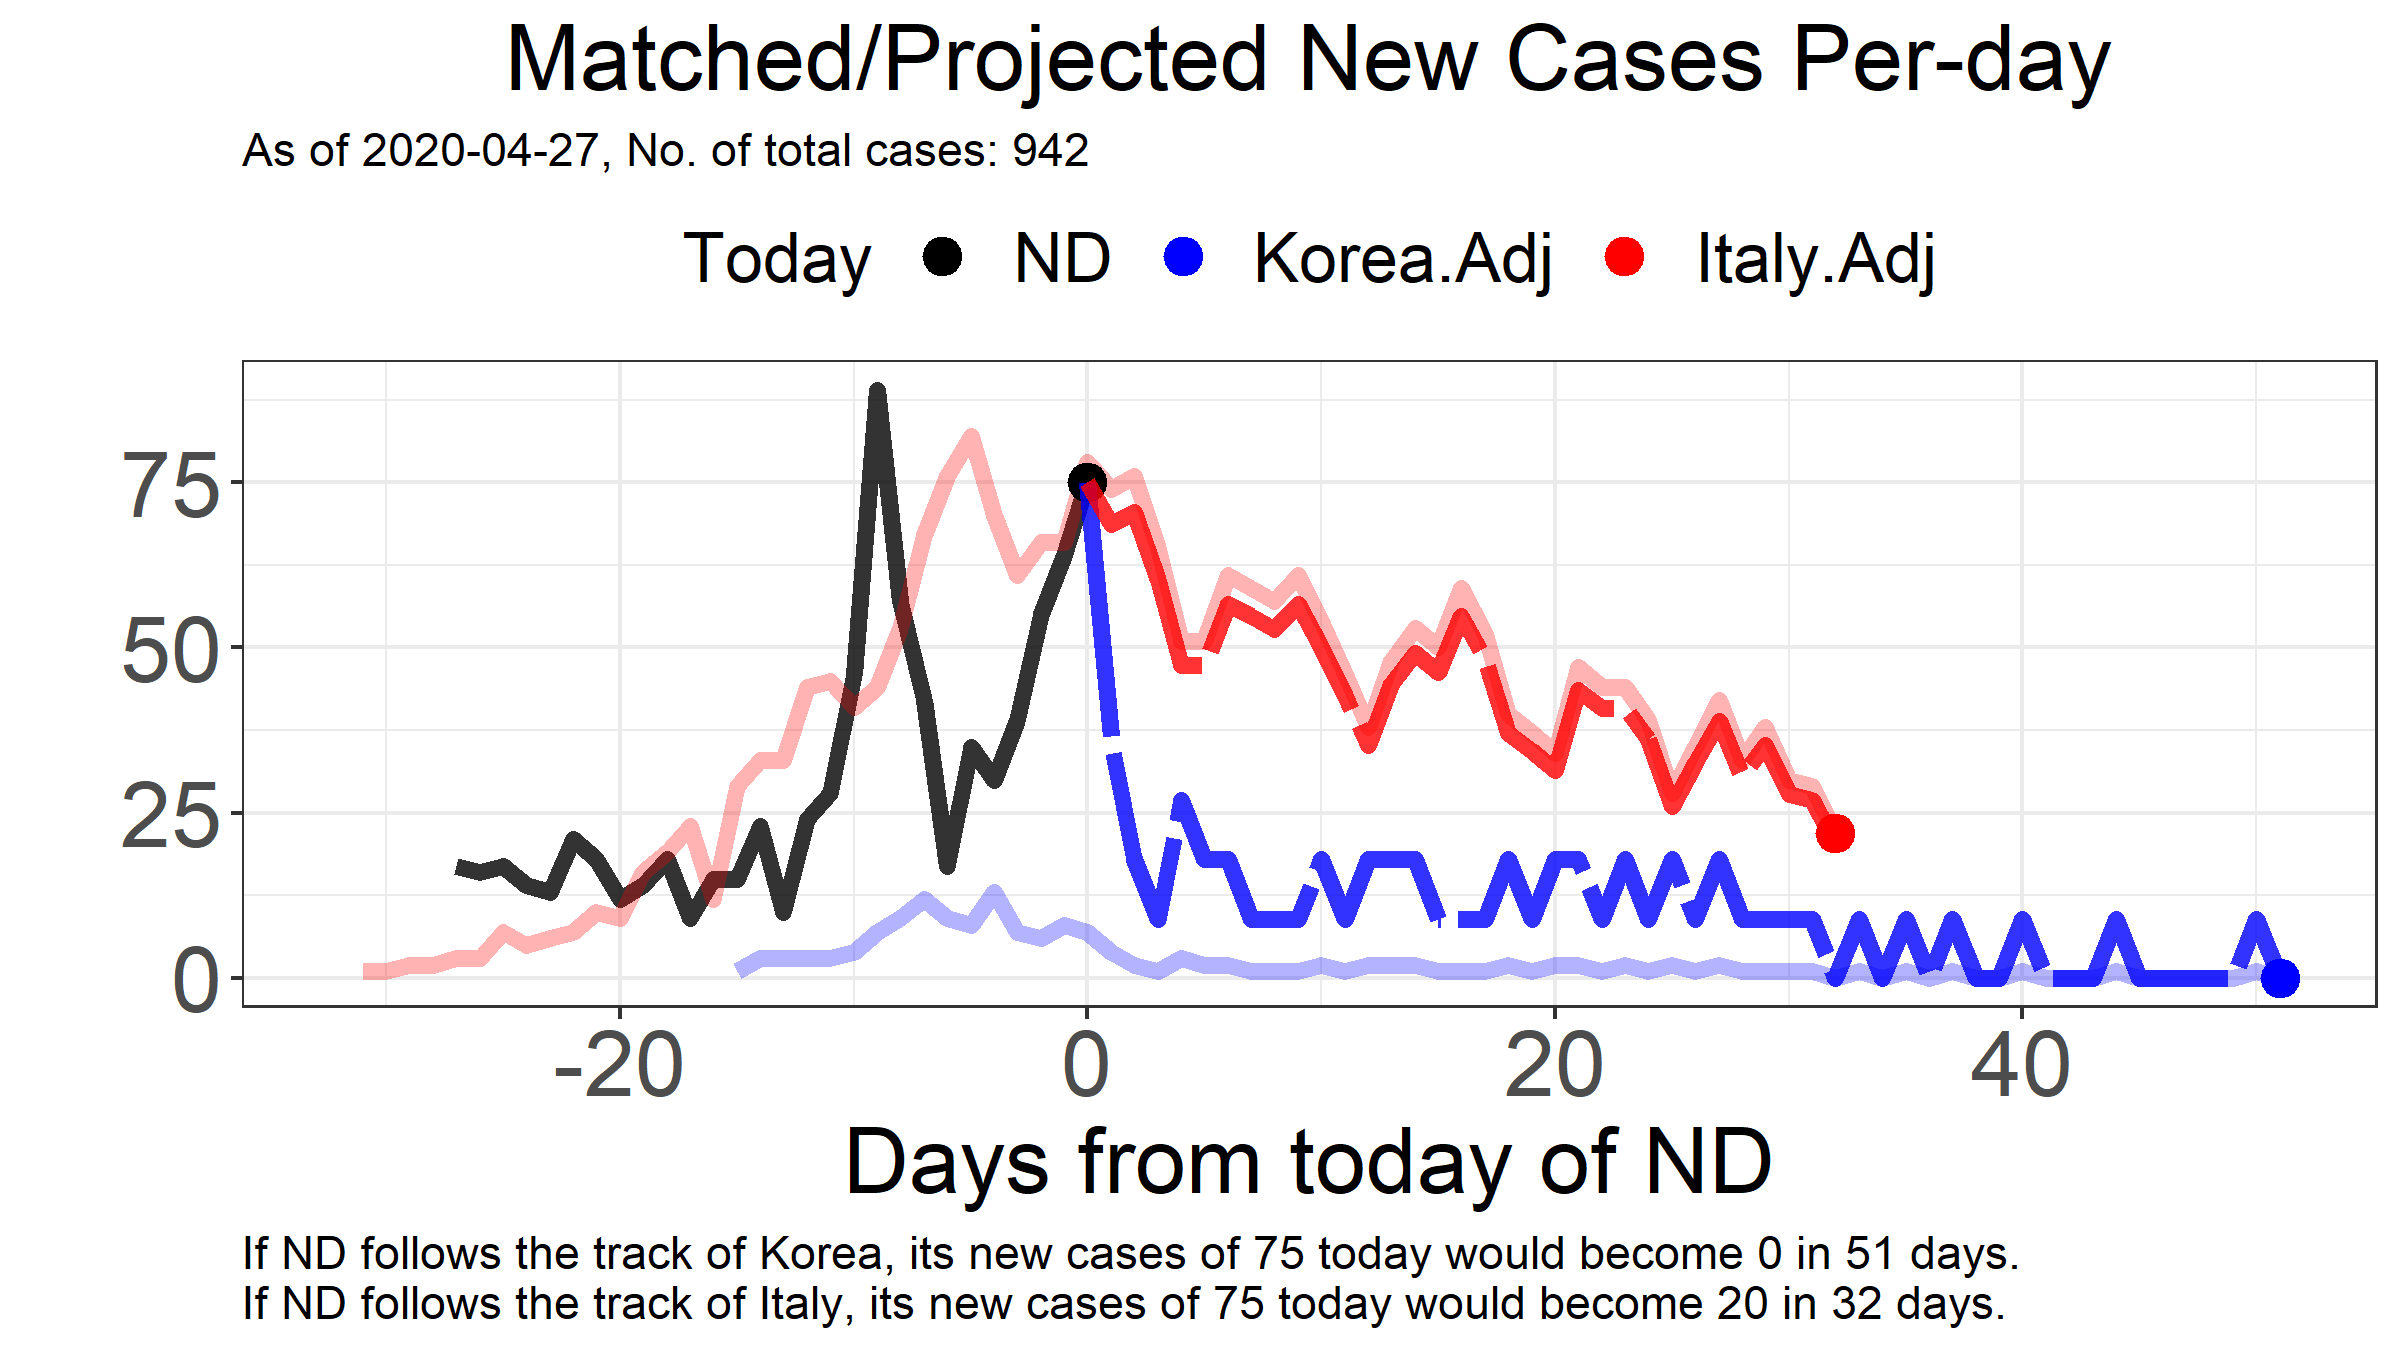 Matched/Projected New Cases Per-day
As of 2020-04-27, No. of total cases: 942
Today ND Korea.Adj Italy.Adj
75
50
25
0
-20 0 20 40
Days from today of ND
If ND follows the track of Korea, its new cases of 75 today would become 0 in 51 days.
If ND follows the track of Italy, its new cases of 75 today would become 20 in 32 days.